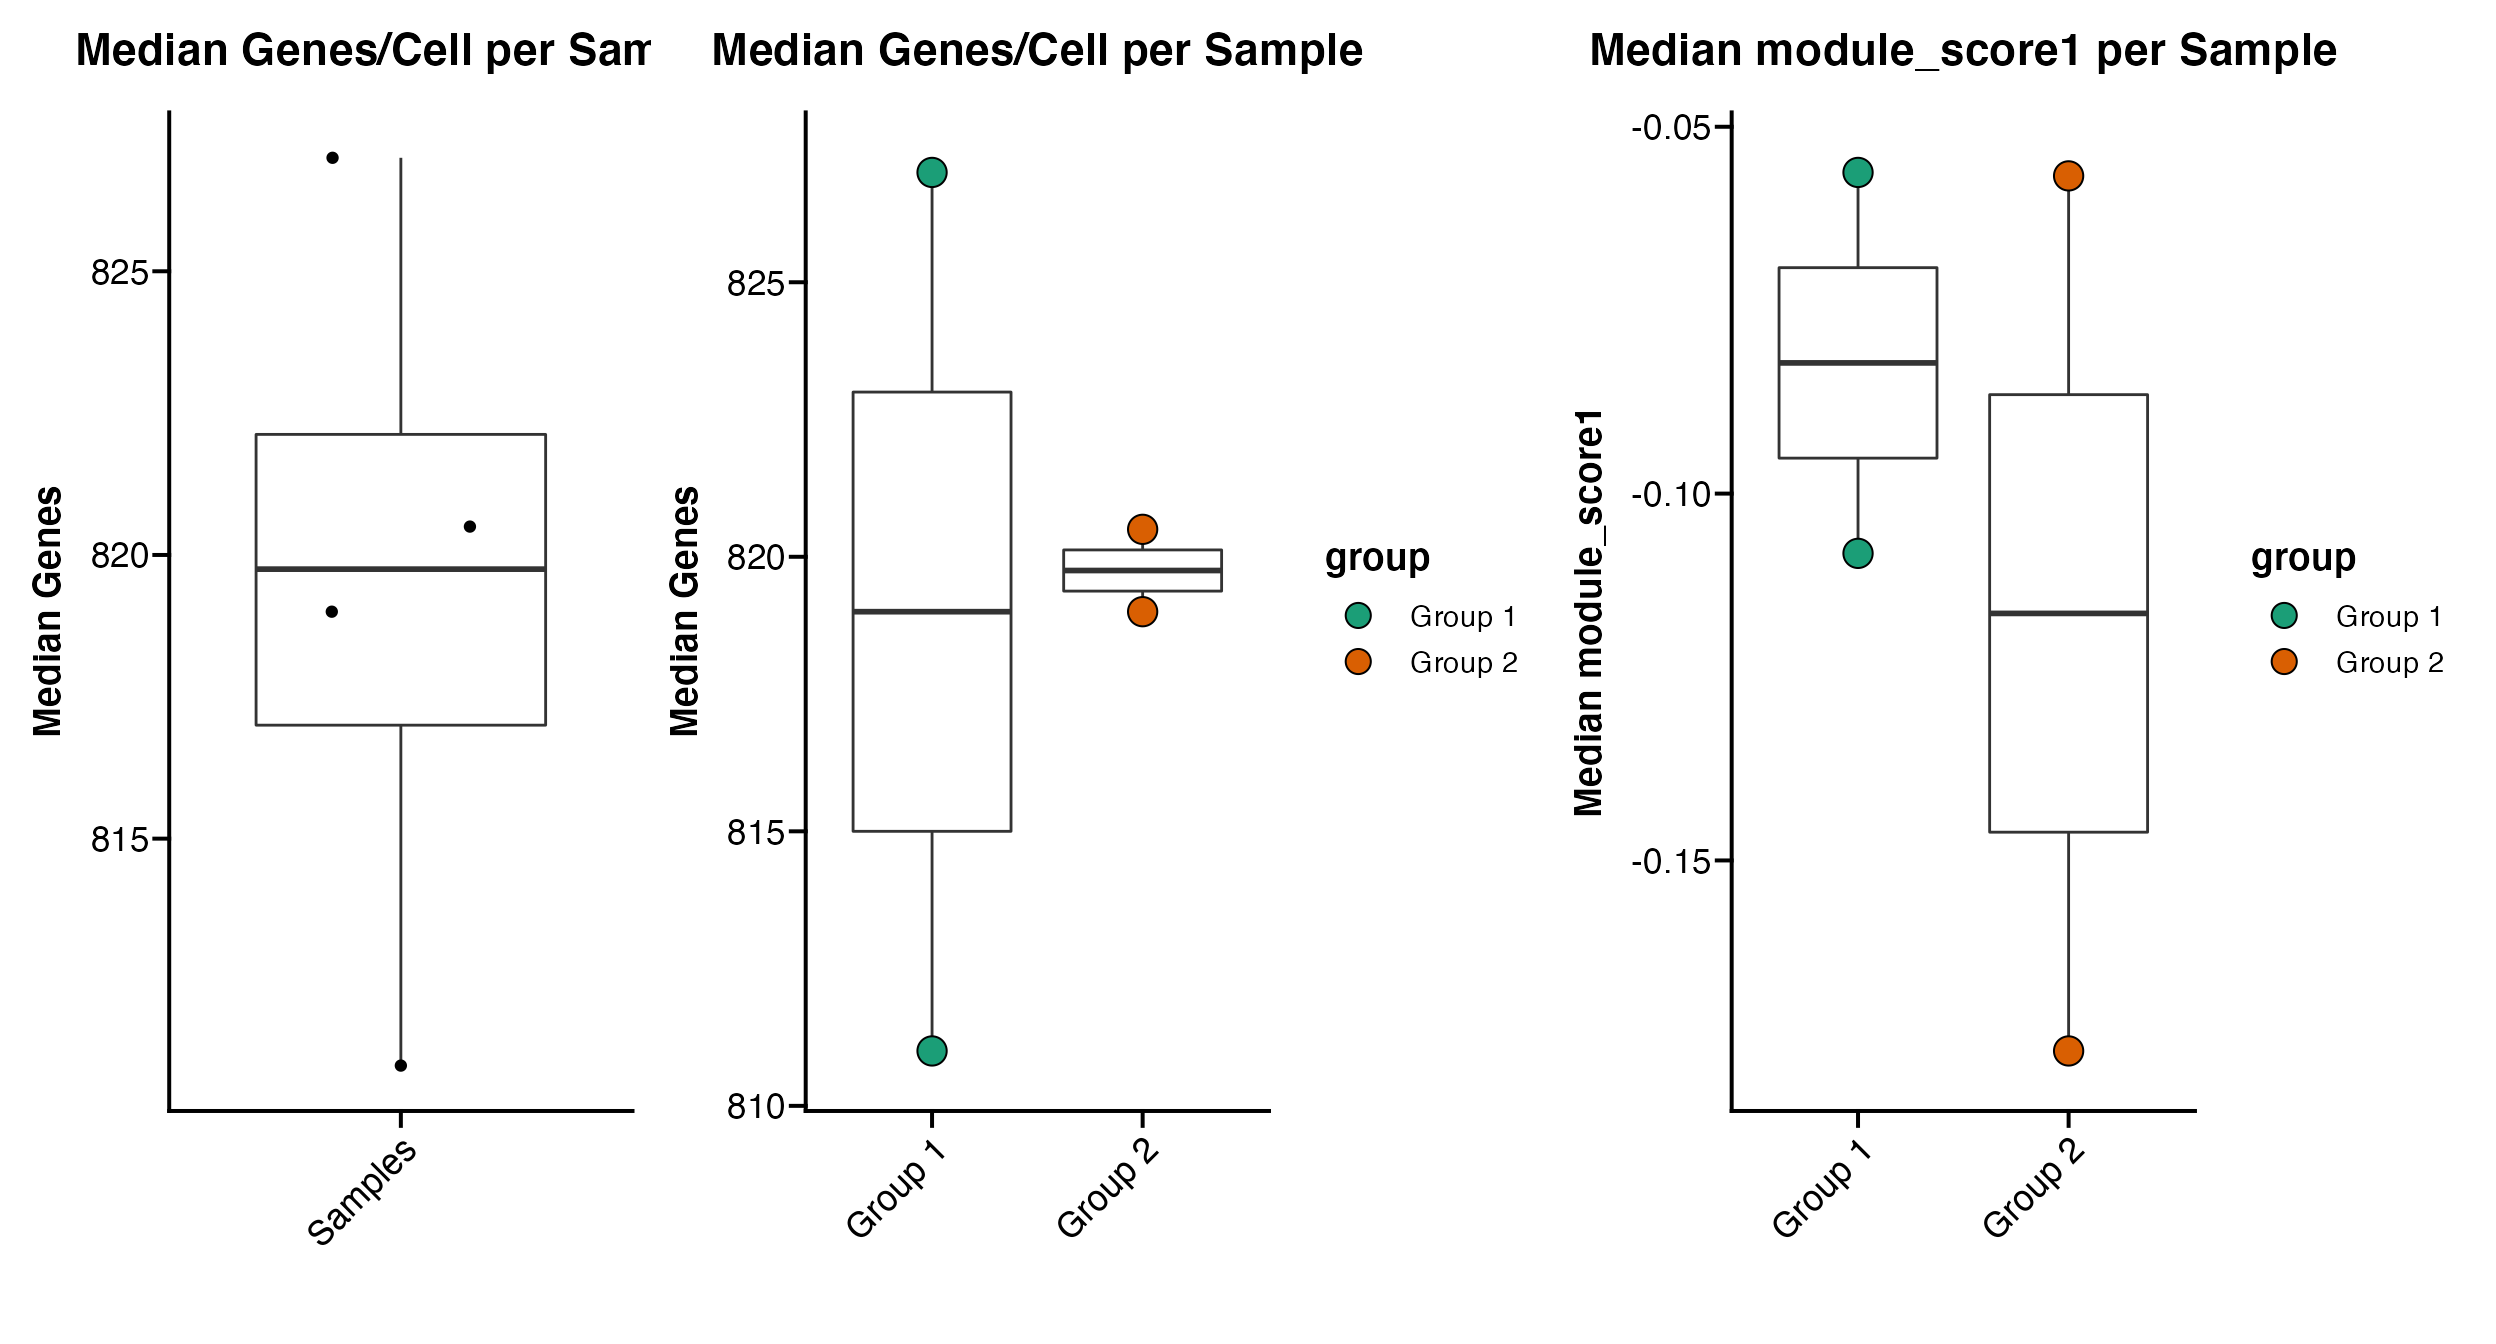 Median Genes/Cell per Sam
Median Genes
825
820
815
Samples
Median Genes/Cell per Sample
Median Genes
825
820
815
810
Group 1
Group 2
group
Group 1
Group 2
Median module_score1 per Sample
Median module_score1
-0.05
-0.10
-0.15
Group 1
Group 2
group
Group 1
Group 2